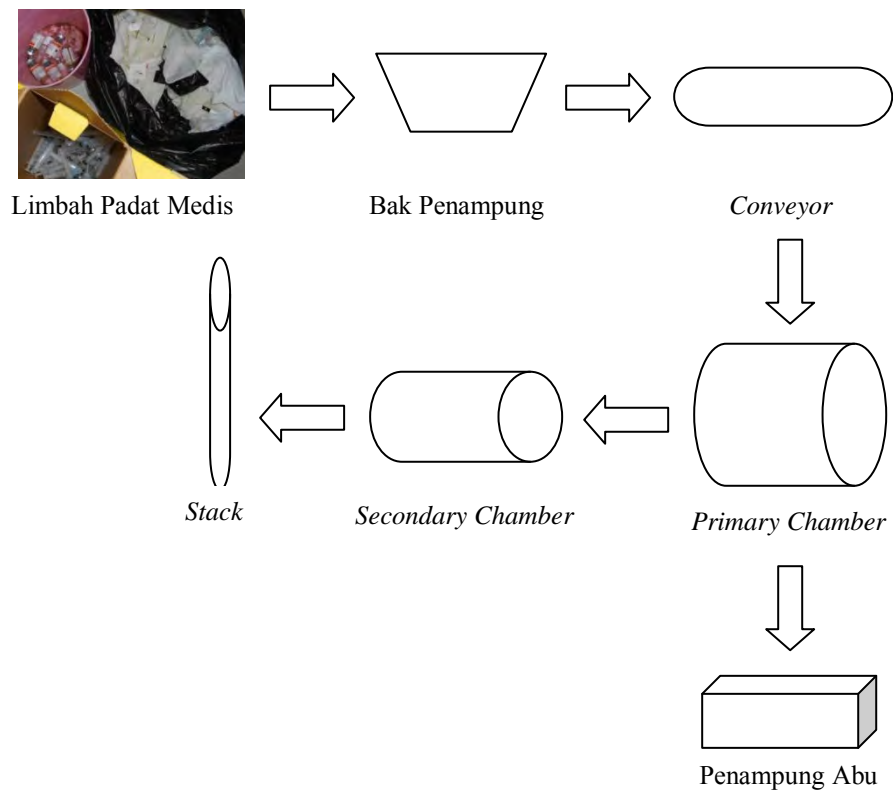 Limbah Padat Medis
Bak Penampung
Conveyor
Stack
Secondary Chamber
Primary Chamber
Penampung Abu